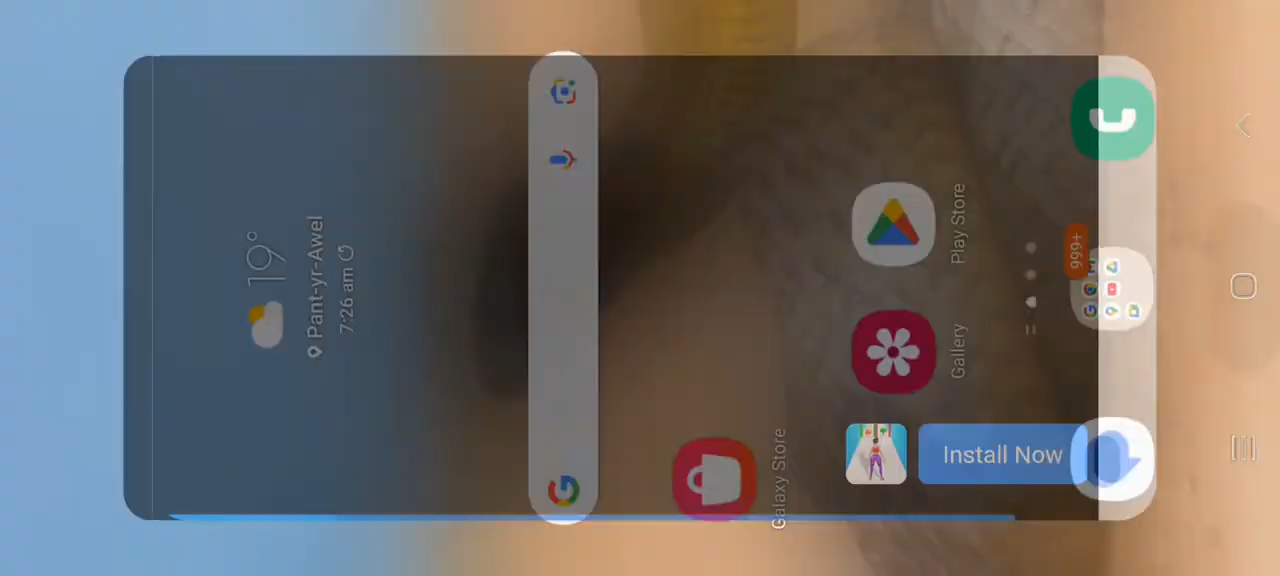 19°
Pant-yr-Awel
7:26 am
Play Store
Gallery
Galaxy Store
999+
Install Now